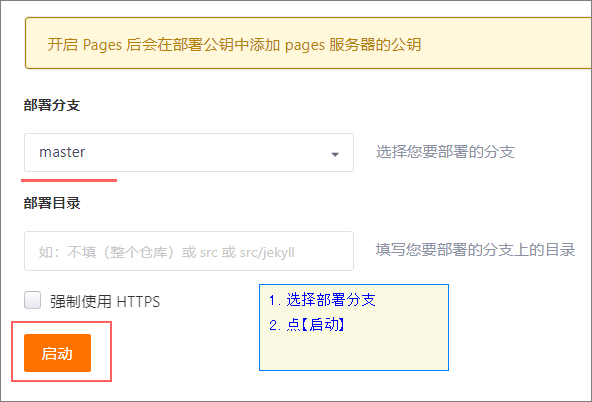 开启 Pages 后会在部署公钥中添加 pages 服务器的公钥
部署分支
master 选择您要部署的分支
部署目录
如：不填（整个仓库）或 src 或 src/jekyll 填写您要部署的分支上的目录
强制使用 HTTPS
1. 选择部署分支
2. 点【启动】
启动